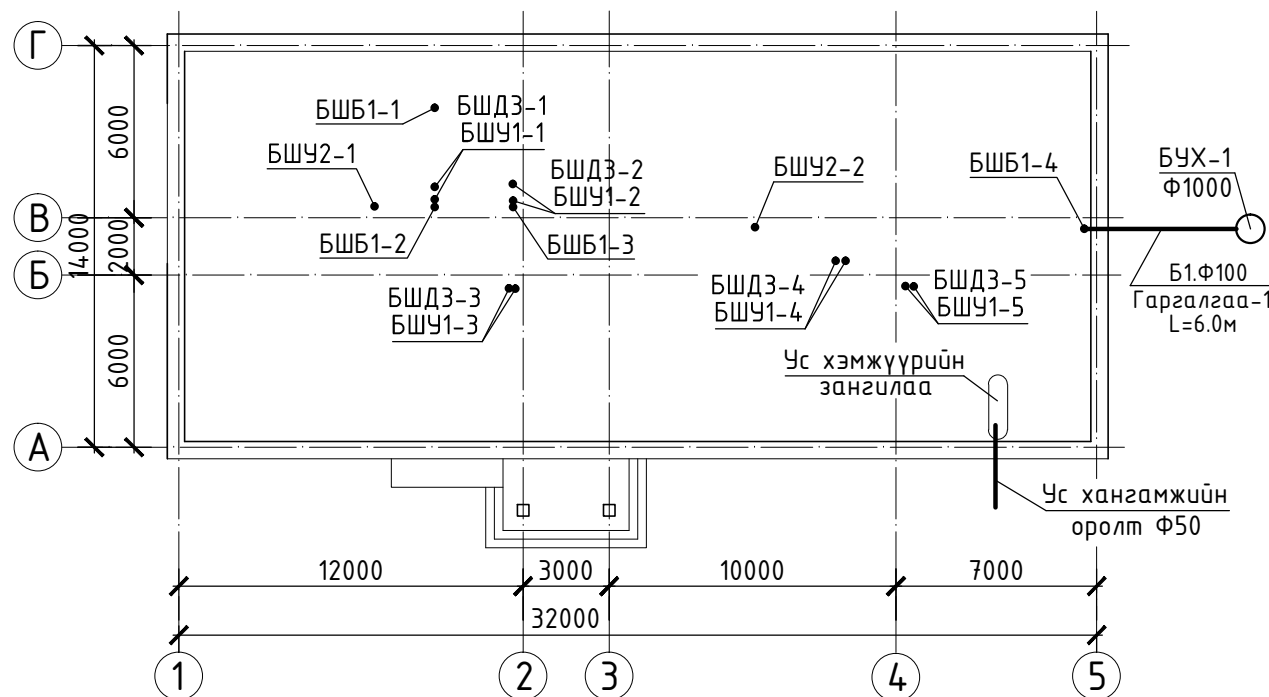 Г
БШБ1-1
БШД3-1
БШУ1-1
6000
БШУ2-1
БШД3-2
БШУ1-2
БШУ2-2
БШБ1-4
БУХ-1
Ф1000
В
БШБ1-2
БШБ1-3
14000
2000
Б
БШД3-3
БШУ1-3
БШД3-4
БШУ1-4
БШД3-5
БШУ1-5
Б1.Ф100
Гаргалгаа-1
L=6.0м
6000
Ус хэмжүүрийн
зангилаа
А
Ус хангамжийн
оролт Ф50
12000
3000
10000
7000
32000
1
2
3
4
5